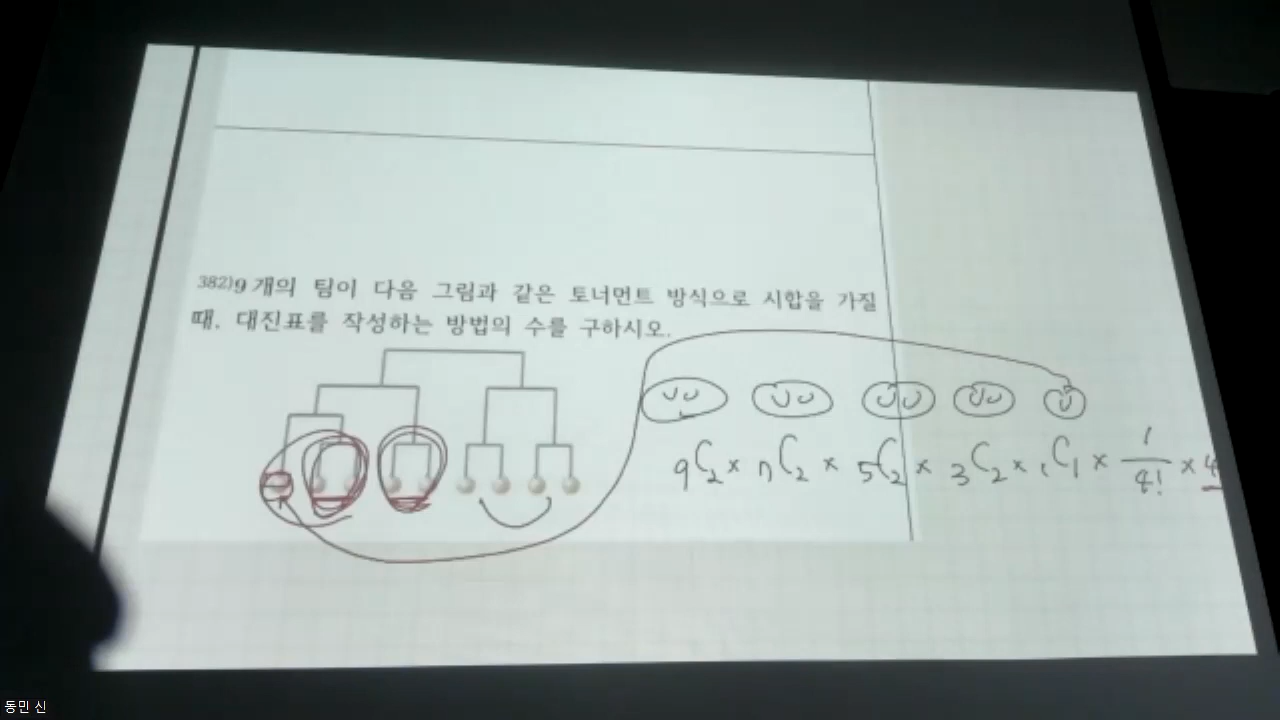 382)9개의 팀이 다음 그림과 같은 토너먼트 방식으로 시합을 가질
때, 대진표를 작성하는 방법의 수를 구하시오.
9C2 × 7C2 × 5C2 × 3C2 × 1C1 × 1/4! × 4
동민 신